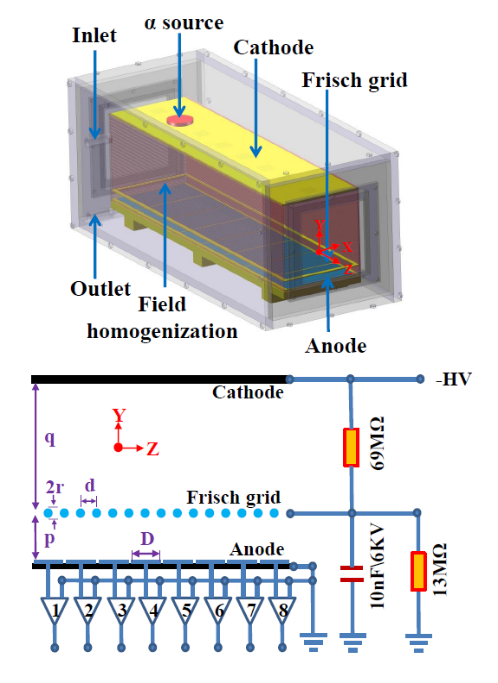 α source
Inlet
Cathode
Frisch grid
Y
X
Z
Outlet
Field
homogenization
Anode
-HV
Cathode
Y
Z
q
69MΩ
2r
d
Frisch grid
p
D
Anode
10nF\6KV
13MΩ
1 2 3 4 5 6 7 8